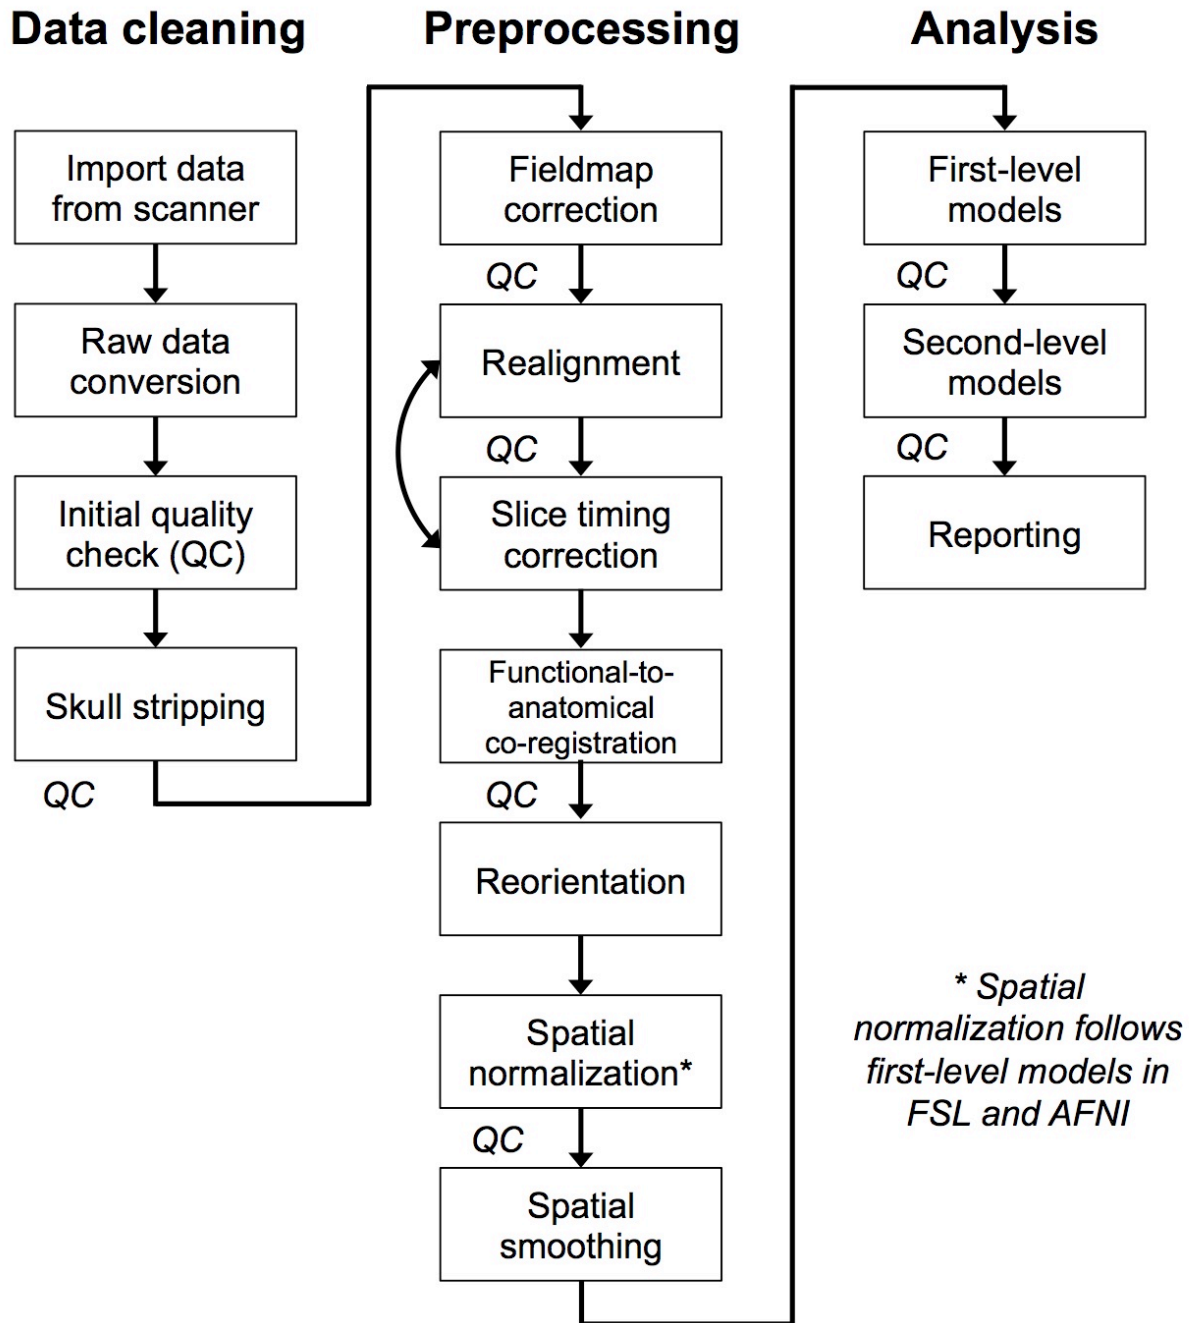 Data cleaning
Import data
from scanner
Raw data
conversion
Initial quality
check (QC)
Skull stripping
QC
Preprocessing
Fieldmap
correction
QC
Realignment
QC
Slice timing
correction
Functional-to-
anatomical
co-registration
QC
Reorientation
Spatial
normalization*
QC
Spatial
smoothing
Analysis
First-level
models
QC
Second-level
models
QC
Reporting
* Spatial
normalization follows
first-level models in
FSL and AFNI